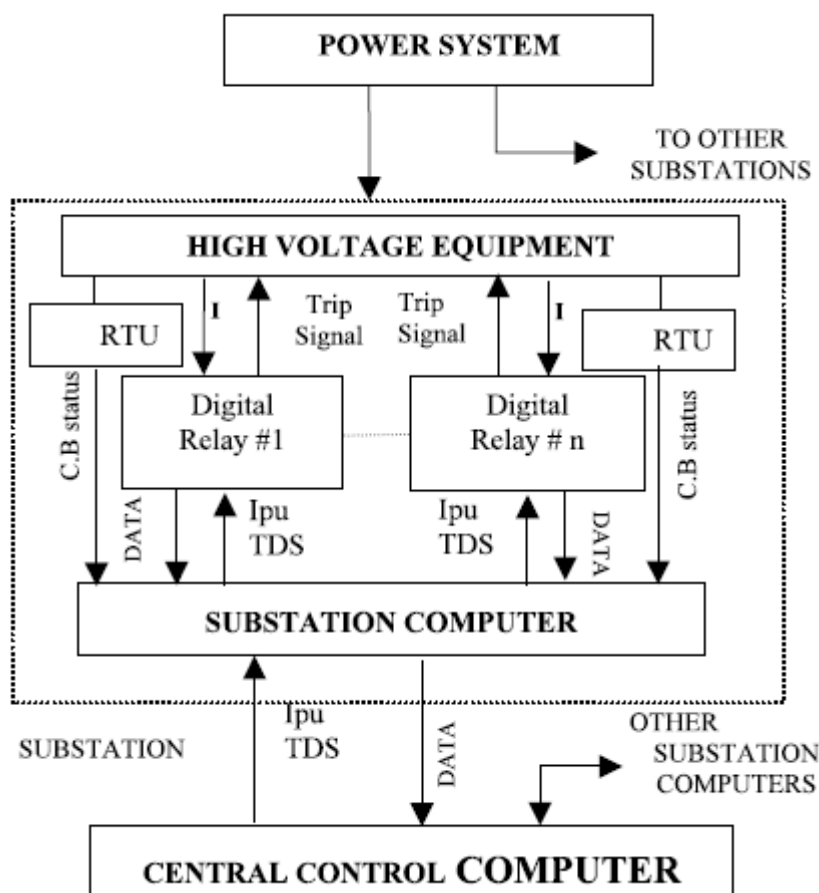 POWER SYSTEM
TO OTHER
SUBSTATIONS
HIGH VOLTAGE EQUIPMENT
RTU
I
Trip
Signal
Trip
Signal
I
RTU
C.B status
Digital
Relay #1
Digital
Relay # n
C.B status
DATA
Ipu
TDS
Ipu
TDS
DATA
SUBSTATION COMPUTER
SUBSTATION
Ipu
TDS
DATA
OTHER
SUBSTATION
COMPUTERS
CENTRAL CONTROL COMPUTER